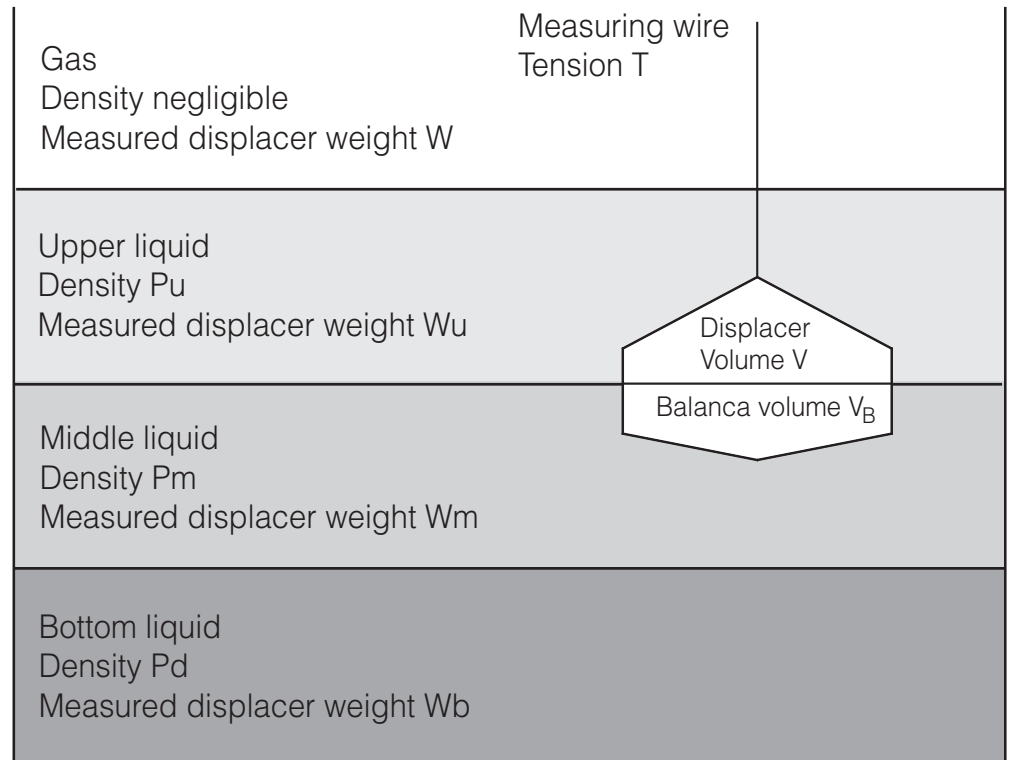 Gas
Density negligible
Measured displacer weight W
Measuring wire
Tension T
Upper liquid
Density Pu
Measured displacer weight Wu
Displacer
Volume V
Balanca volume V_B
Middle liquid
Density Pm
Measured displacer weight Wm
Bottom liquid
Density Pd
Measured displacer weight Wb